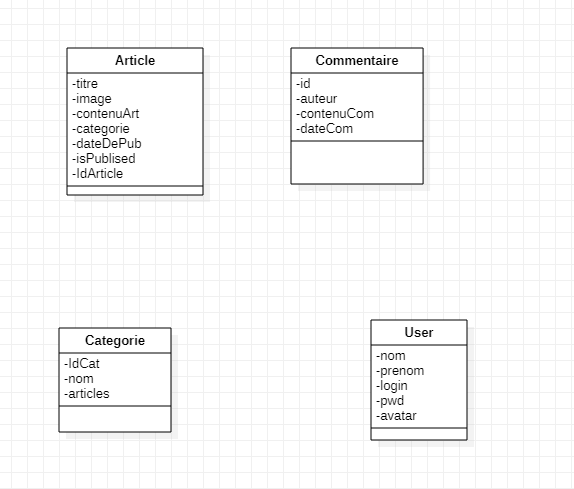 Article
-titre
-image
-contenuArt
-categorie
-dateDePub
-isPublised
-IdArticle
Commentaire
-id
-auteur
-contenuCom
-dateCom
Categorie
-IdCat
-nom
-articles
User
-nom
-prenom
-login
-pwd
-avatar